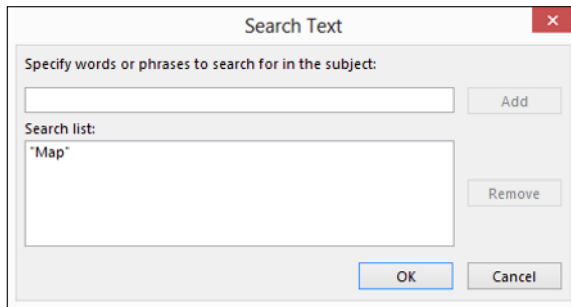 Search Text
Specify words or phrases to search for in the subject:
Add
Search list:
"Map"
Remove
OK
Cancel